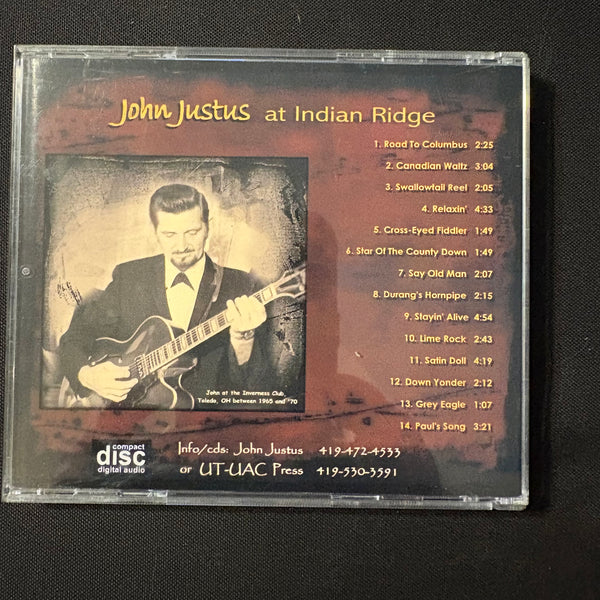 John Justus at Indian Ridge
1. Road To Columbus 2:25
2. Canadian Waltz 3:04
3. Swallowtail Reel 2:05
4. Relaxin' 4:33
5. Cross-Eyed Fiddler 1:49
6. Star Of The County Down 1:49
7. Say Old Man 2:07
8. Durang's Hornpipe 2:15
9. Stayin' Alive 4:54
10. Lime Rock 2:43
11. Satin Doll 4:19
12. Down Yonder 2:12
13. Grey Eagle 1:07
14. Paul's Song 3:21
John at the Inverness Club,
Toledo, OH between 1965 and '70
compact
disc
digital audio
Info/cds: John Justus 419-472-4533
or UT-UAC Press 419-530-3591